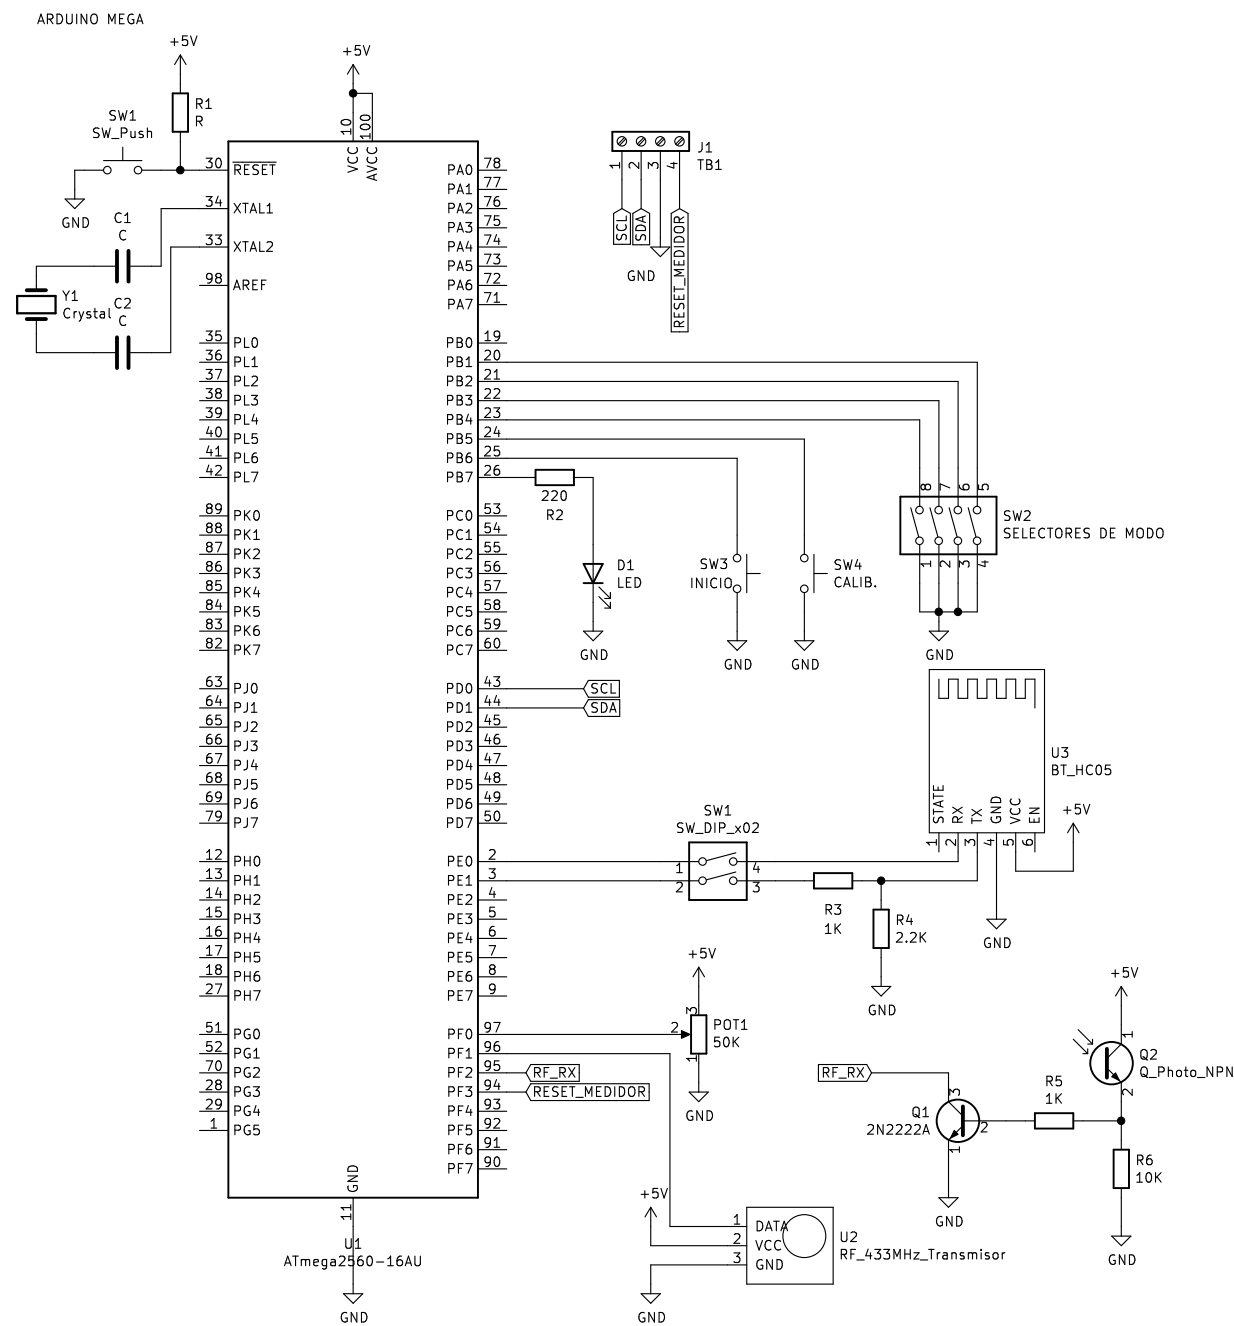 ARDUINO MEGA
+5V
R1
R
SW1
SW_Push
GND
C1
C
C2
C
Y1
Crystal
+5V
10
100
VCC
AVCC
30 RESET
34 XTAL1
33 XTAL2
98 AREF
35 PL0
36 PL1
37 PL2
38 PL3
39 PL4
40 PL5
41 PL6
42 PL7
89 PK0
88 PK1
87 PK2
86 PK3
85 PK4
84 PK5
83 PK6
82 PK7
63 PJ0
64 PJ1
65 PJ2
66 PJ3
67 PJ4
68 PJ5
69 PJ6
79 PJ7
12 PH0
13 PH1
14 PH2
15 PH3
16 PH4
17 PH5
18 PH6
27 PH7
51 PG0
52 PG1
70 PG2
28 PG3
29 PG4
1 PG5
PA0 78
PA1 77
PA2 76
PA3 75
PA4 74
PA5 73
PA6 72
PA7 71
PB0 19
PB1 20
PB2 21
PB3 22
PB4 23
PB5 24
PB6 25
PB7 26
PC0 53
PC1 54
PC2 55
PC3 56
PC4 57
PC5 58
PC6 59
PC7 60
PD0 43
PD1 44
PD2 45
PD3 46
PD4 47
PD5 48
PD6 49
PD7 50
PE0 2
PE1 3
PE2 4
PE3 5
PE4 6
PE5 7
PE6 8
PE7 9
PF0 97
PF1 96
PF2 95
PF3 94
PF4 93
PF5 92
PF6 91
PF7 90
GND
11
U1
ATmega2560-16AU
GND
J1
TB1
1 2 3 4
SCL
SDA
GND
RESET_MEDIDOR
220
R2
D1
LED
GND
SW3
INICIO
GND
SW4
CALIB.
GND
8 7 6 5
SW2
SELECTORES DE MODO
1 2 3 4
GND
SCL
SDA
U3
BT_HC05
STATE RX TX GND VCC EN
1 2 3 4 5 6
+5V
GND
SW1
SW_DIP_x02
1 4
2 3
R3
1K
R4
2.2K
GND
+5V
3
2
1
POT1
50K
GND
RF_RX
RESET_MEDIDOR
RF_RX
Q1
2N2222A
3
2
1
GND
R5
1K
+5V
1
Q2
Q_Photo_NPN
2
R6
10K
GND
+5V
1 DATA
2 VCC
3 GND
U2
RF_433MHz_Transmisor
GND